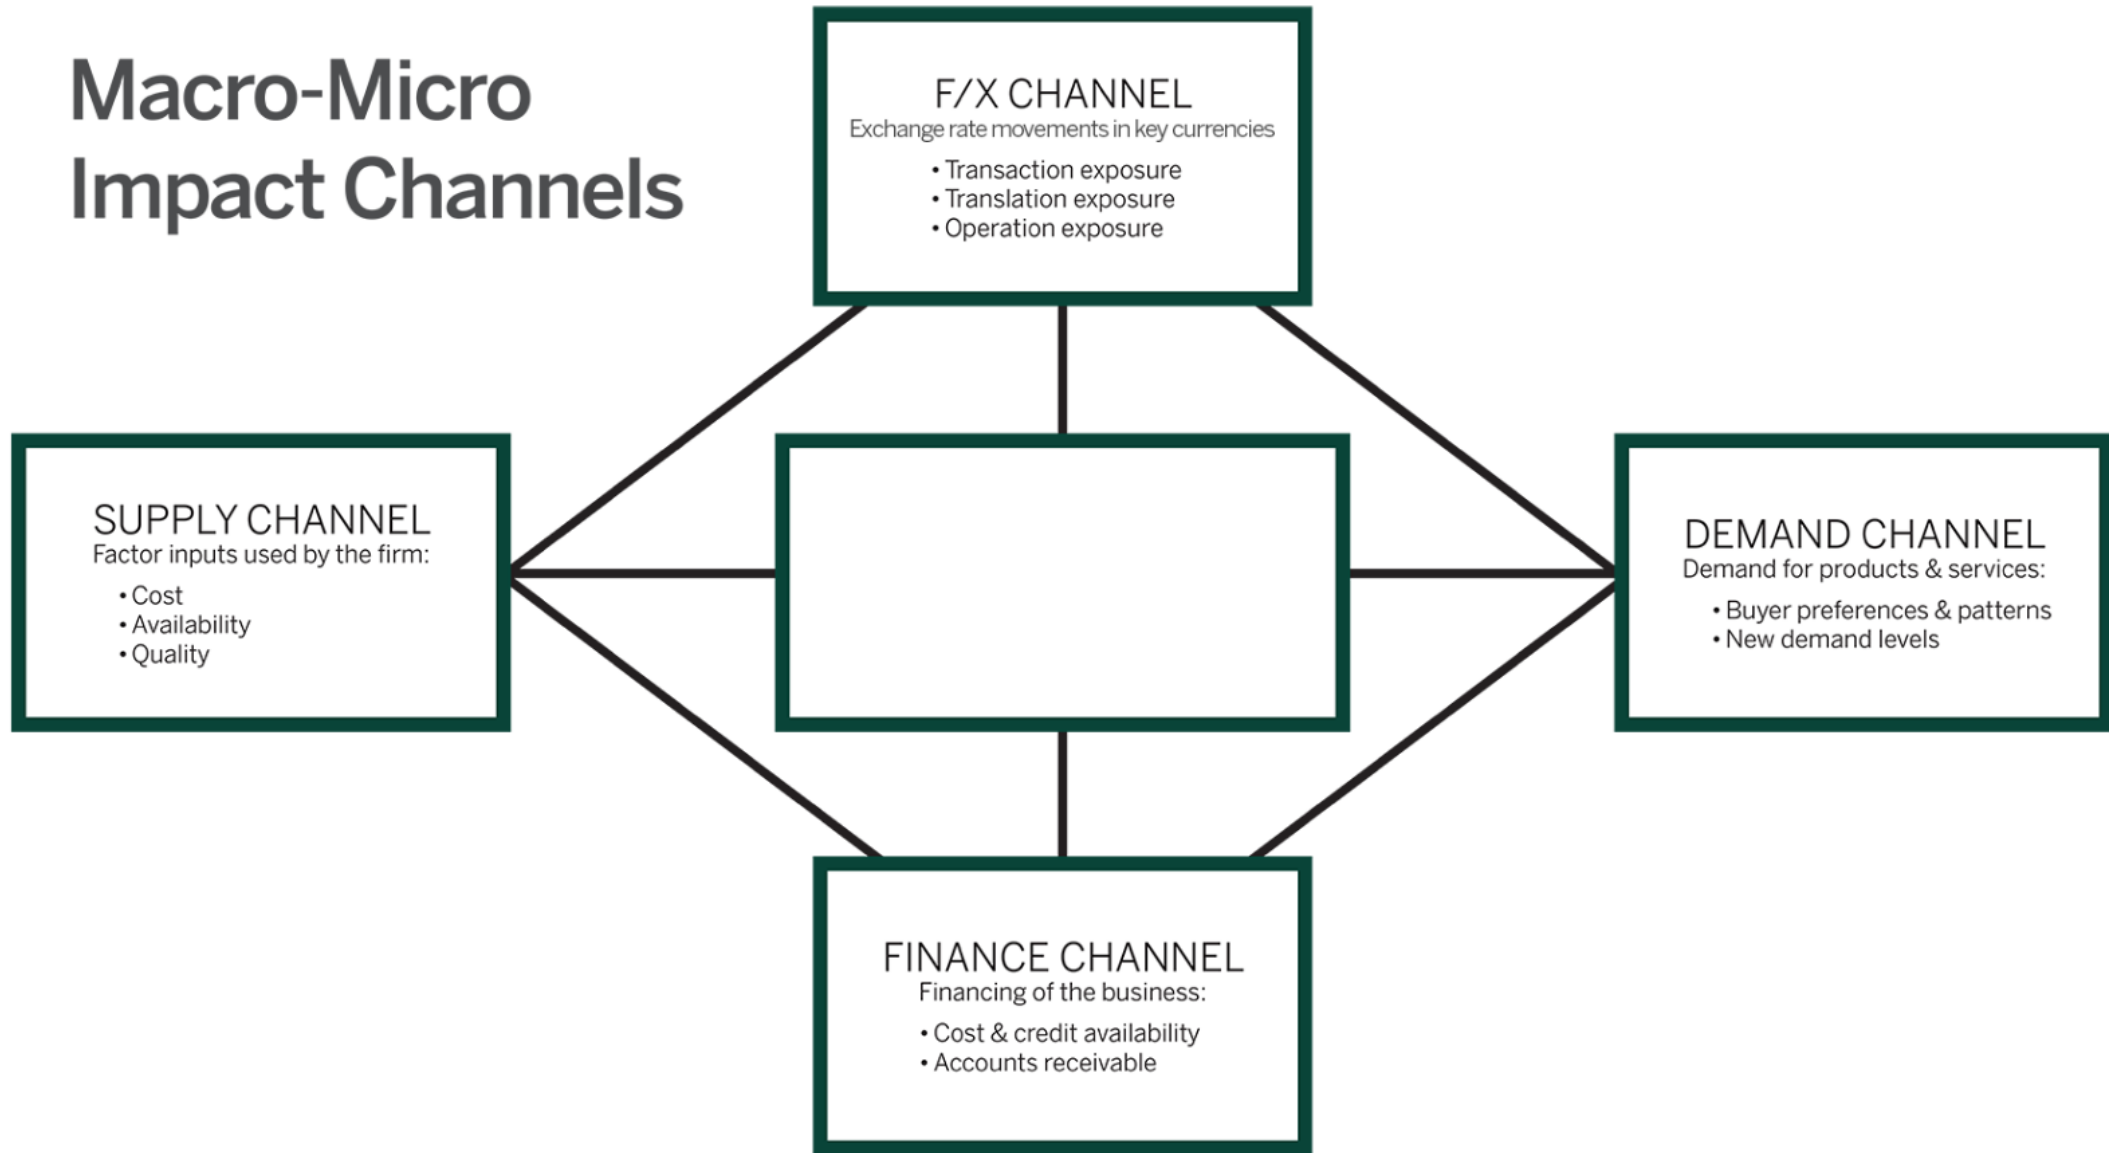 Macro-Micro
Impact Channels
F/X CHANNEL
Exchange rate movements in key currencies
• Transaction exposure
• Translation exposure
• Operation exposure
SUPPLY CHANNEL
Factor inputs used by the firm:
• Cost
• Availability
• Quality
DEMAND CHANNEL
Demand for products & services:
• Buyer preferences & patterns
• New demand levels
FINANCE CHANNEL
Financing of the business:
• Cost & credit availability
• Accounts receivable